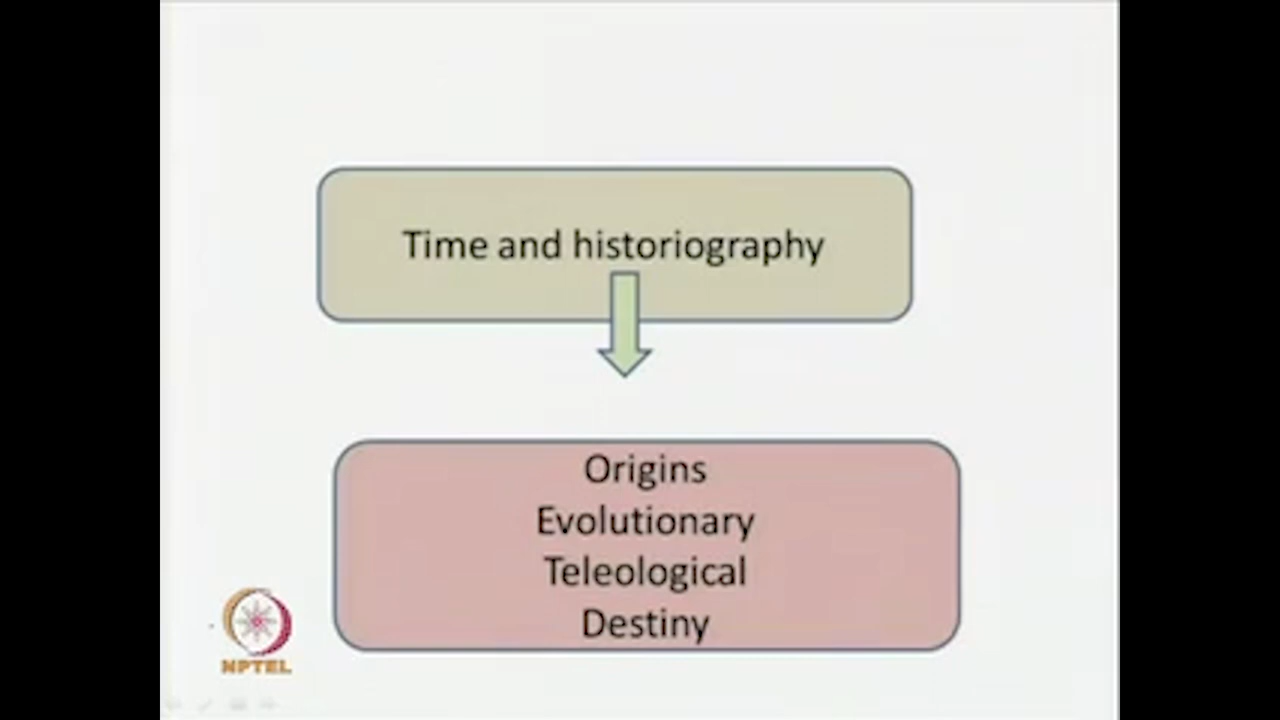 Time and historiography
Origins
Evolutionary
Teleological
Destiny
NPTEL